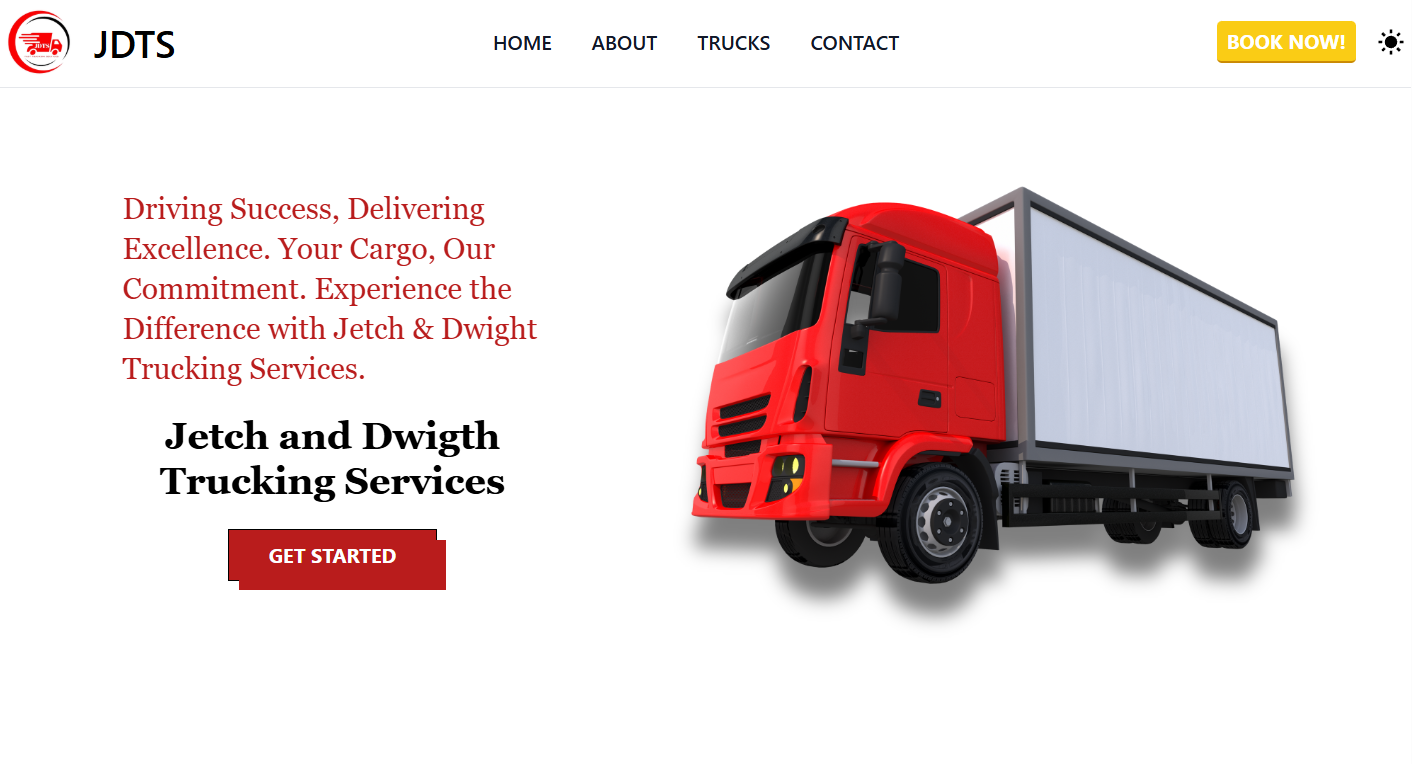 JDTS
JDTS
HOME
ABOUT
TRUCKS
CONTACT
BOOK NOW!
Driving Success, Delivering
Excellence. Your Cargo, Our
Commitment. Experience the
Difference with Jetch & Dwight
Trucking Services.
Jetch and Dwigth
Trucking Services
GET STARTED